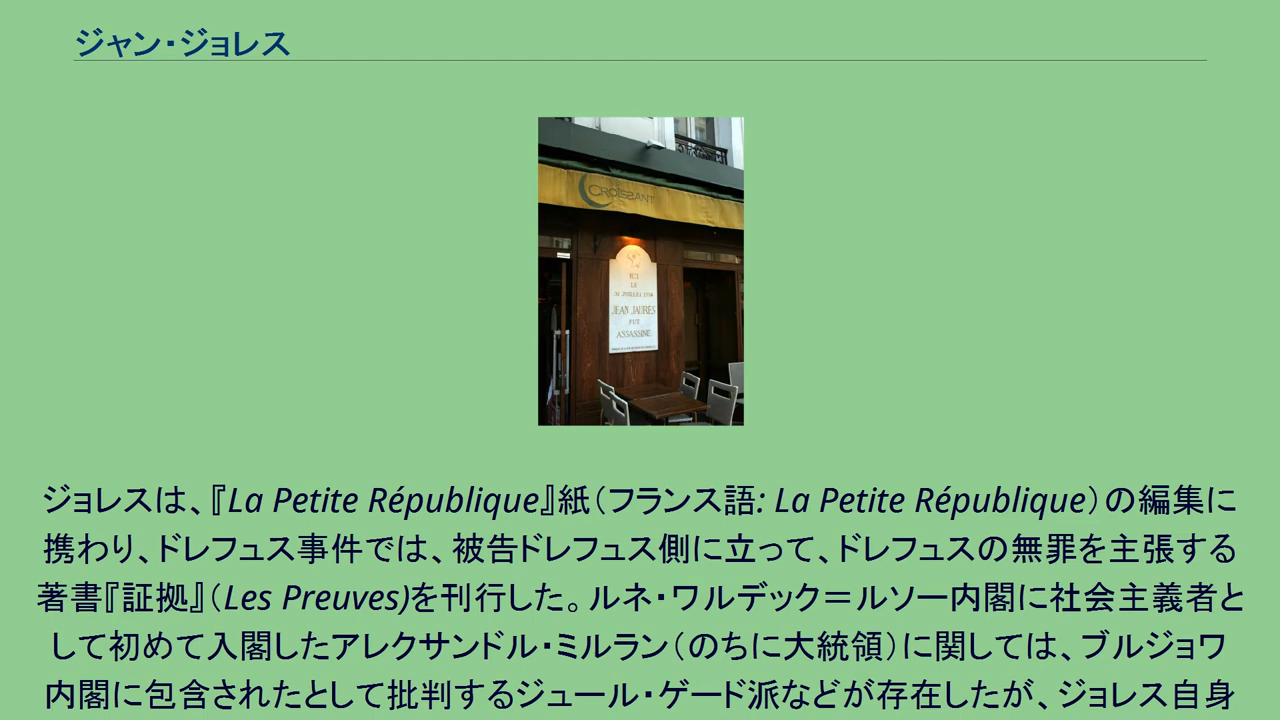 ジャン・ジョレス
CROISSANT
ICI
LE
31 JUILLET 1914
JEAN JAURÈS
FUT
ASSASSINÉ
ジョレスは、『La Petite République』紙（フランス語: La Petite République）の編集に
携わり、ドレフュス事件では、被告ドレフュス側に立って、ドレフュスの無罪を主張する
著書『証拠』（Les Preuves)を刊行した。ルネ・ワルデック＝ルソー内閣に社会主義者と
して初めて入閣したアレクサンドル・ミルラン（のちに大統領）に関しては、ブルジョワ
内閣に包含されたとして批判するジュール・ゲード派などが存在したが、ジョレス自身